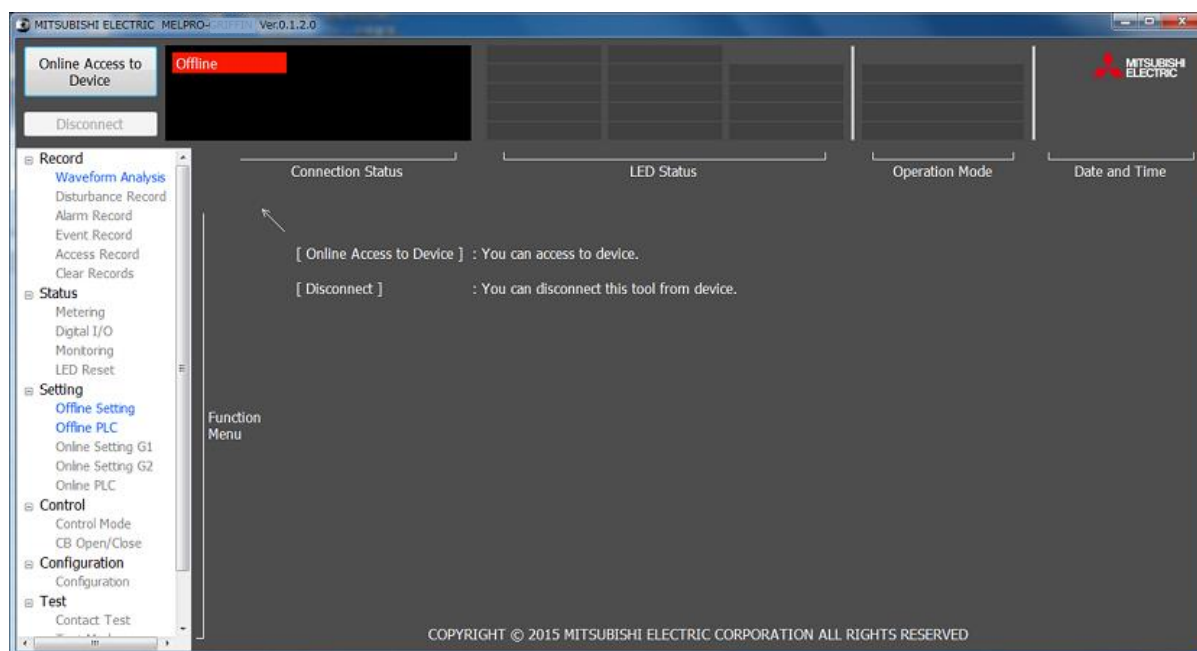 MITSUBISHI ELECTRIC MELPRO-GRIFFIN Ver.0.1.2.0
Online Access to
Device
Offline
Disconnect
MITSUBISHI
ELECTRIC
Connection Status
LED Status
Operation Mode
Date and Time
Record
Waveform Analysis
Disturbance Record
Alarm Record
Event Record
Access Record
Clear Records
Status
Metering
Digital I/O
Monitoring
LED Reset
Setting
Offline Setting
Offline PLC
Online Setting G1
Online Setting G2
Online PLC
Control
Control Mode
CB Open/Close
Configuration
Configuration
Test
Contact Test
[ Online Access to Device ] : You can access to device.
[ Disconnect ] : You can disconnect this tool from device.
Function
Menu
COPYRIGHT © 2015 MITSUBISHI ELECTRIC CORPORATION ALL RIGHTS RESERVED